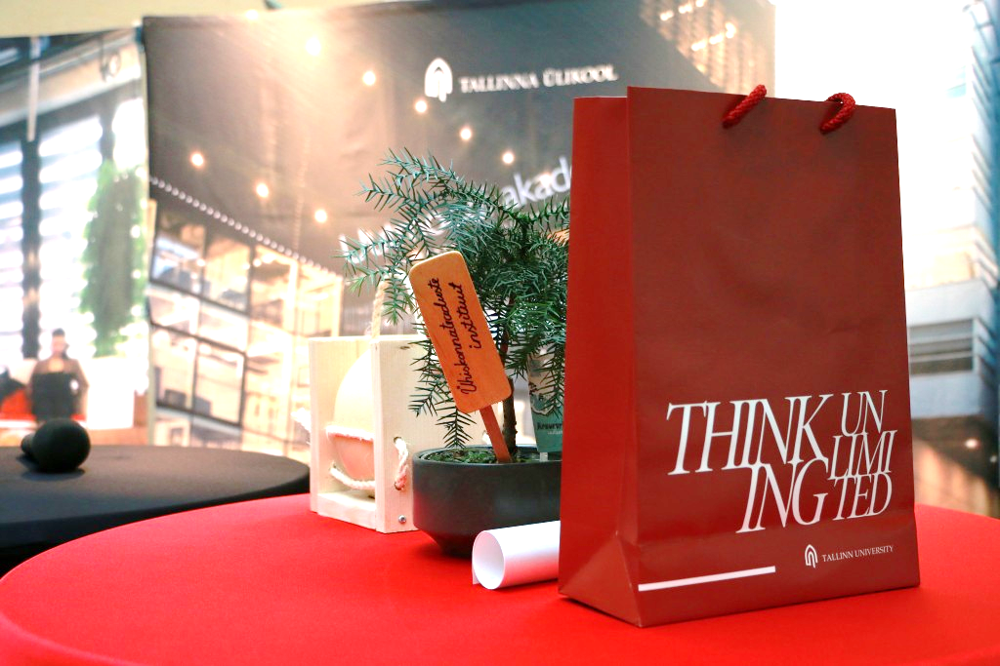 TALLINNA ÜLIKOOL
akad
Ühiskonnateaduste
instituut
THINK UN
LIMI
ING TED
TALLINN UNIVERSITY